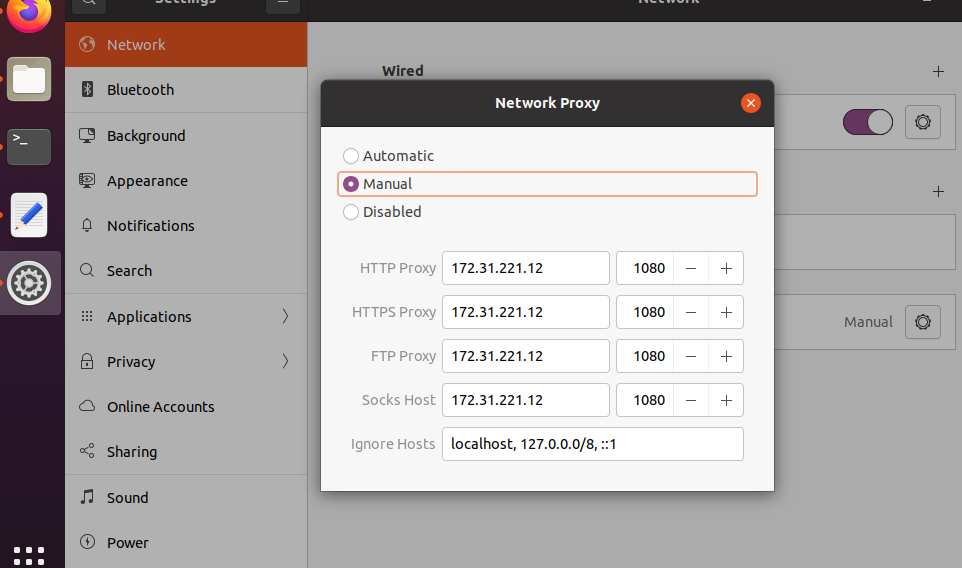 Settings
Network
Network
Bluetooth
Background
Appearance
Notifications
Search
Applications
Privacy
Online Accounts
Sharing
Sound
Power
Wired
Manual
Network Proxy
Automatic
Manual
Disabled
HTTP Proxy 172.31.221.12 1080 − +
HTTPS Proxy 172.31.221.12 1080 − +
FTP Proxy 172.31.221.12 1080 − +
Socks Host 172.31.221.12 1080 − +
Ignore Hosts localhost, 127.0.0.0/8, ::1
>_